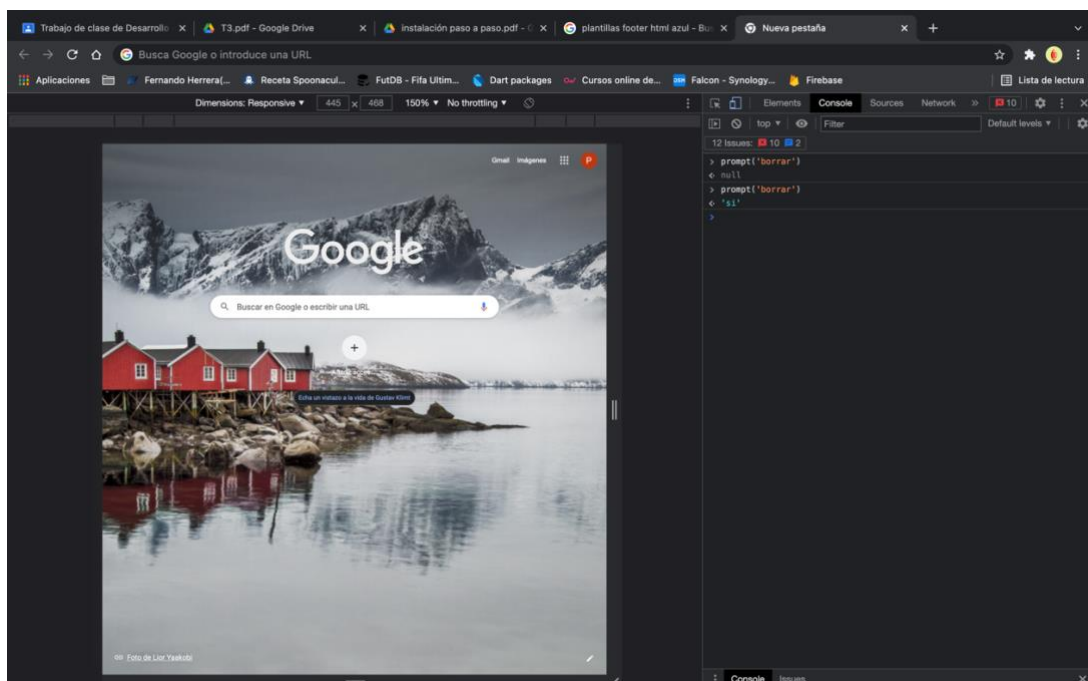 Trabajo de clase de Desarrollo
T3.pdf - Google Drive
instalación paso a paso.pdf - G
plantillas footer html azul - Bus
Nueva pestaña
Busca Google o introduce una URL
Aplicaciones
Fernando Herrera(...
Receta Spoonacul...
FutDB - Fifa Ultim...
Dart packages
Cursos online de...
Falcon - Synology...
Firebase
Lista de lectura
Dimensions: Responsive 445 x 468 150% No throttling
Elements Console Sources Network » 10
top Filter Default levels
12 Issues: 10 2
> prompt('borrar')
< null
> prompt('borrar')
< 'si'
>
Gmail Imágenes P
Google
Buscar en Google o escribir una URL
Echa un vistazo a la vida de Gustav Klimt
Foto de Lior Yaakobi
Console Issues